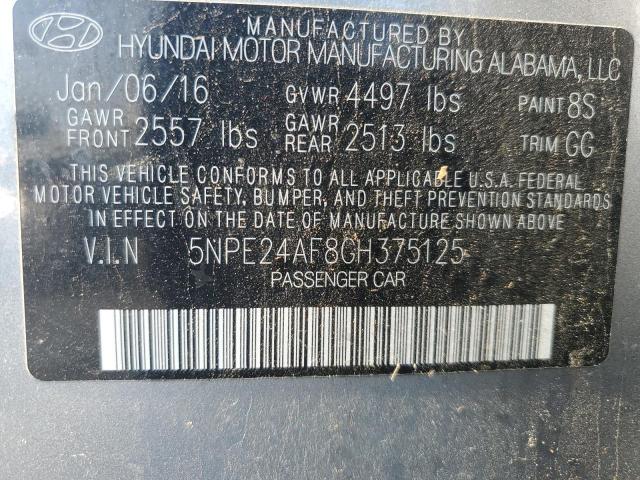 MANUFACTURED BY
HYUNDAI MOTOR MANUFACTURING ALABAMA, LLC
Jan/06/16 GVWR 4497 lbs PAINT 8S
GAWR FRONT 2557 lbs GAWR REAR 2513 lbs TRIM GG
THIS VEHICLE CONFORMS TO ALL APPLICABLE U.S.A. FEDERAL
MOTOR VEHICLE SAFETY, BUMPER, AND THEFT PREVENTION STANDARDS
IN EFFECT ON THE DATE OF MANUFACTURE SHOWN ABOVE.
V.I.N 5NPE24AF8GH375125
PASSENGER CAR